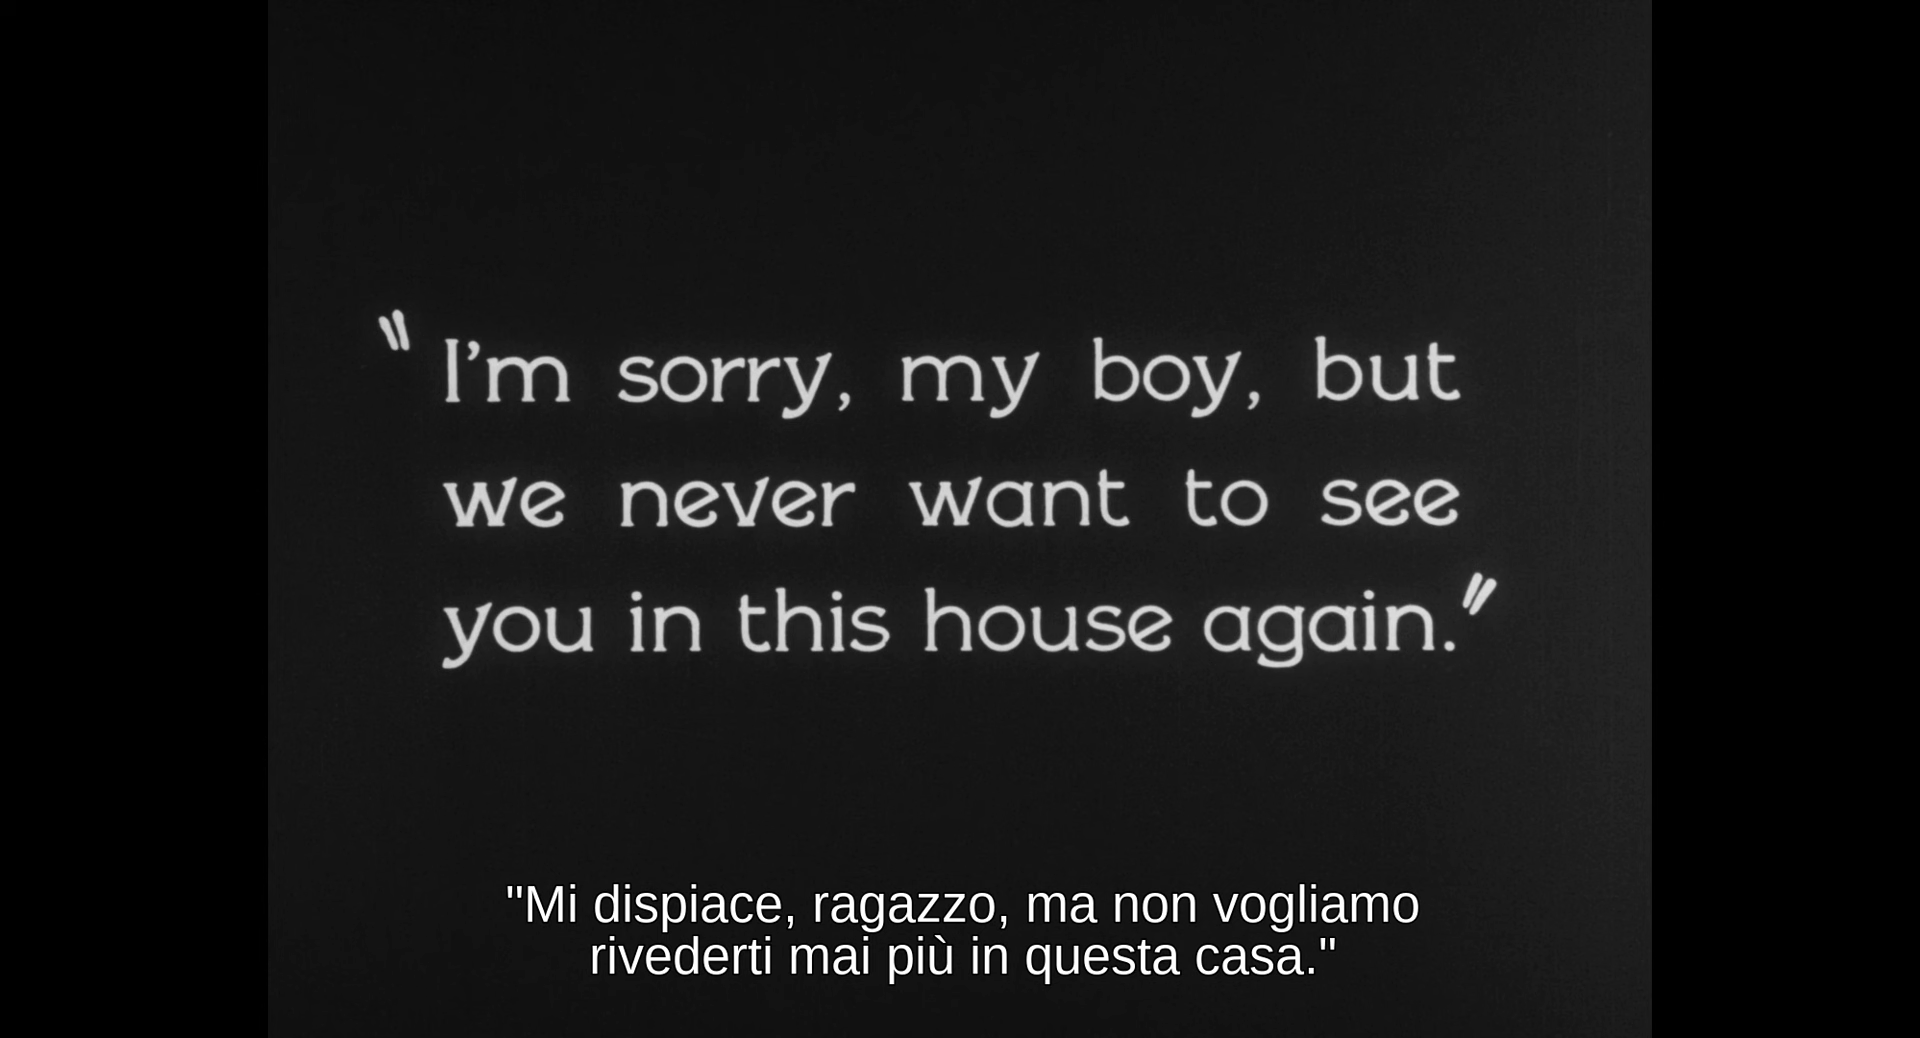 "I'm sorry, my boy, but
we never want to see
you in this house again."
"Mi dispiace, ragazzo, ma non vogliamo
rivederti mai più in questa casa."